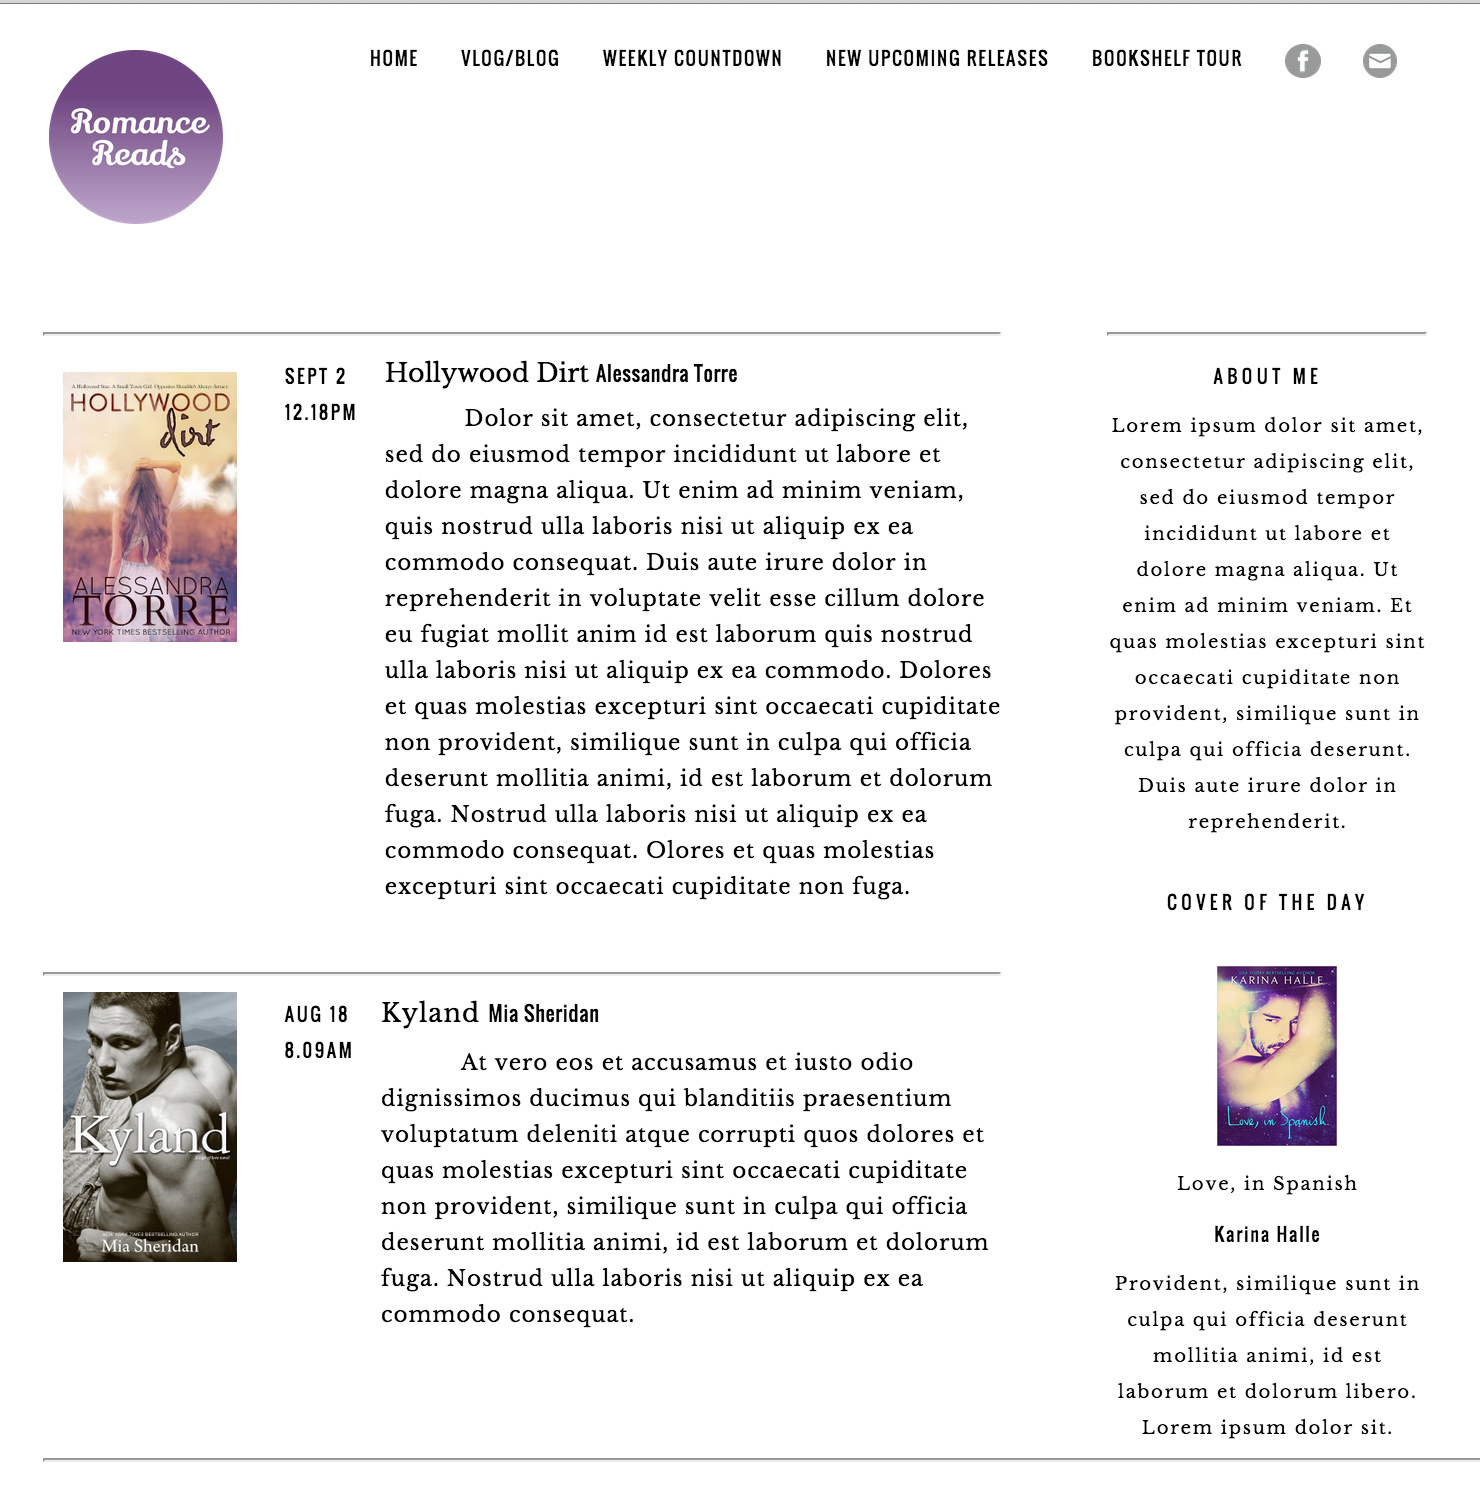 HOME VLOG/BLOG WEEKLY COUNTDOWN NEW UPCOMING RELEASES BOOKSHELF TOUR
Romance
Reads
A Hollywood Star. A Small Town Girl. Opposites Shouldn't Always Attract.
HOLLYWOOD
dirt
ALESSANDRA
TORRE
NEW YORK TIMES BESTSELLING AUTHOR
SEPT 2
12.18PM
Hollywood Dirt Alessandra Torre
Dolor sit amet, consectetur adipiscing elit,
sed do eiusmod tempor incididunt ut labore et
dolore magna aliqua. Ut enim ad minim veniam,
quis nostrud ulla laboris nisi ut aliquip ex ea
commodo consequat. Duis aute irure dolor in
reprehenderit in voluptate velit esse cillum dolore
eu fugiat mollit anim id est laborum quis nostrud
ulla laboris nisi ut aliquip ex ea commodo. Dolores
et quas molestias excepturi sint occaecati cupiditate
non provident, similique sunt in culpa qui officia
deserunt mollitia animi, id est laborum et dolorum
fuga. Nostrud ulla laboris nisi ut aliquip ex ea
commodo consequat. Olores et quas molestias
excepturi sint occaecati cupiditate non fuga.
Kyland
NEW YORK TIMES BESTSELLING AUTHOR
Mia Sheridan
AUG 18
8.09AM
Kyland Mia Sheridan
At vero eos et accusamus et iusto odio
dignissimos ducimus qui blanditiis praesentium
voluptatum deleniti atque corrupti quos dolores et
quas molestias excepturi sint occaecati cupiditate
non provident, similique sunt in culpa qui officia
deserunt mollitia animi, id est laborum et dolorum
fuga. Nostrud ulla laboris nisi ut aliquip ex ea
commodo consequat.
ABOUT ME
Lorem ipsum dolor sit amet,
consectetur adipiscing elit,
sed do eiusmod tempor
incididunt ut labore et
dolore magna aliqua. Ut
enim ad minim veniam. Et
quas molestias excepturi sint
occaecati cupiditate non
provident, similique sunt in
culpa qui officia deserunt.
Duis aute irure dolor in
reprehenderit.
COVER OF THE DAY
USA TODAY BESTSELLING AUTHOR
KARINA HALLE
Love, in Spanish
Love, in Spanish
Karina Halle
Provident, similique sunt in
culpa qui officia deserunt
mollitia animi, id est
laborum et dolorum libero.
Lorem ipsum dolor sit.